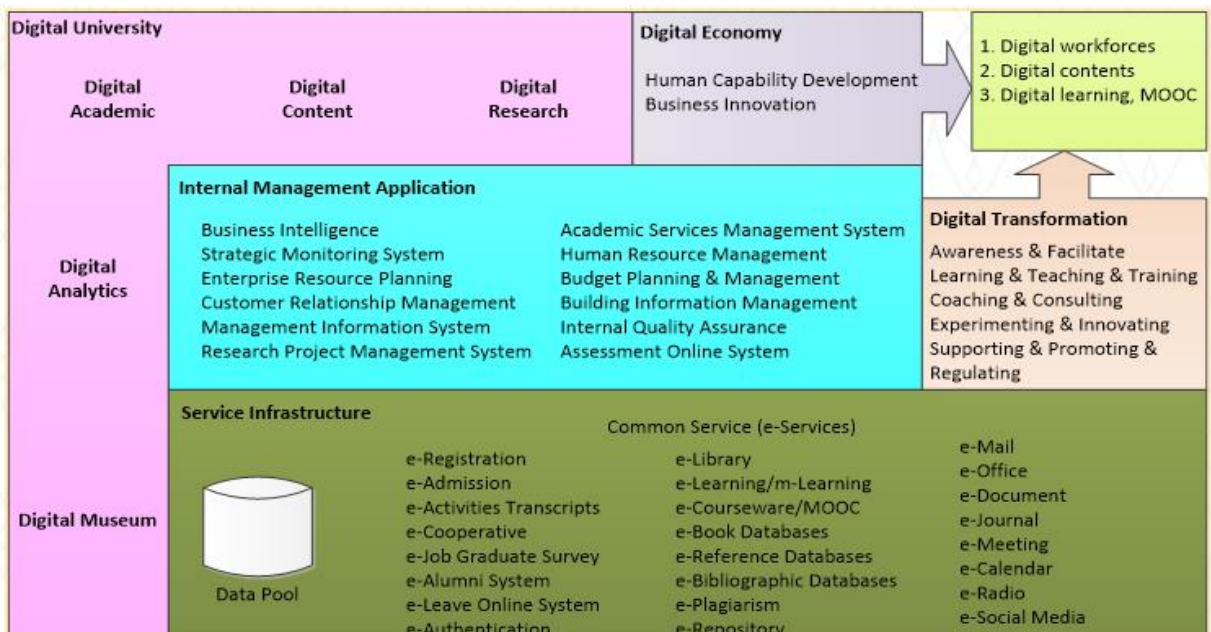 Digital University
Digital
Academic
Digital
Content
Digital
Research
Digital Economy
Human Capability Development
Business Innovation
1. Digital workforces
2. Digital contents
3. Digital learning, MOOC
Digital
Analytics
Internal Management Application
Business Intelligence
Strategic Monitoring System
Enterprise Resource Planning
Customer Relationship Management
Management Information System
Research Project Management System
Academic Services Management System
Human Resource Management
Budget Planning & Management
Building Information Management
Internal Quality Assurance
Assessment Online System
Digital Transformation
Awareness & Facilitate
Learning & Teaching & Training
Coaching & Consulting
Experimenting & Innovating
Supporting & Promoting &
Regulating
Digital Museum
Service Infrastructure
Data Pool
Common Service (e-Services)
e-Registration
e-Admission
e-Activities Transcripts
e-Cooperative
e-Job Graduate Survey
e-Alumni System
e-Leave Online System
e-Authentication
e-Library
e-Learning/m-Learning
e-Courseware/MOOC
e-Book Databases
e-Reference Databases
e-Bibliographic Databases
e-Plagiarism
e-Repository
e-Mail
e-Office
e-Document
e-Journal
e-Meeting
e-Calendar
e-Radio
e-Social Media